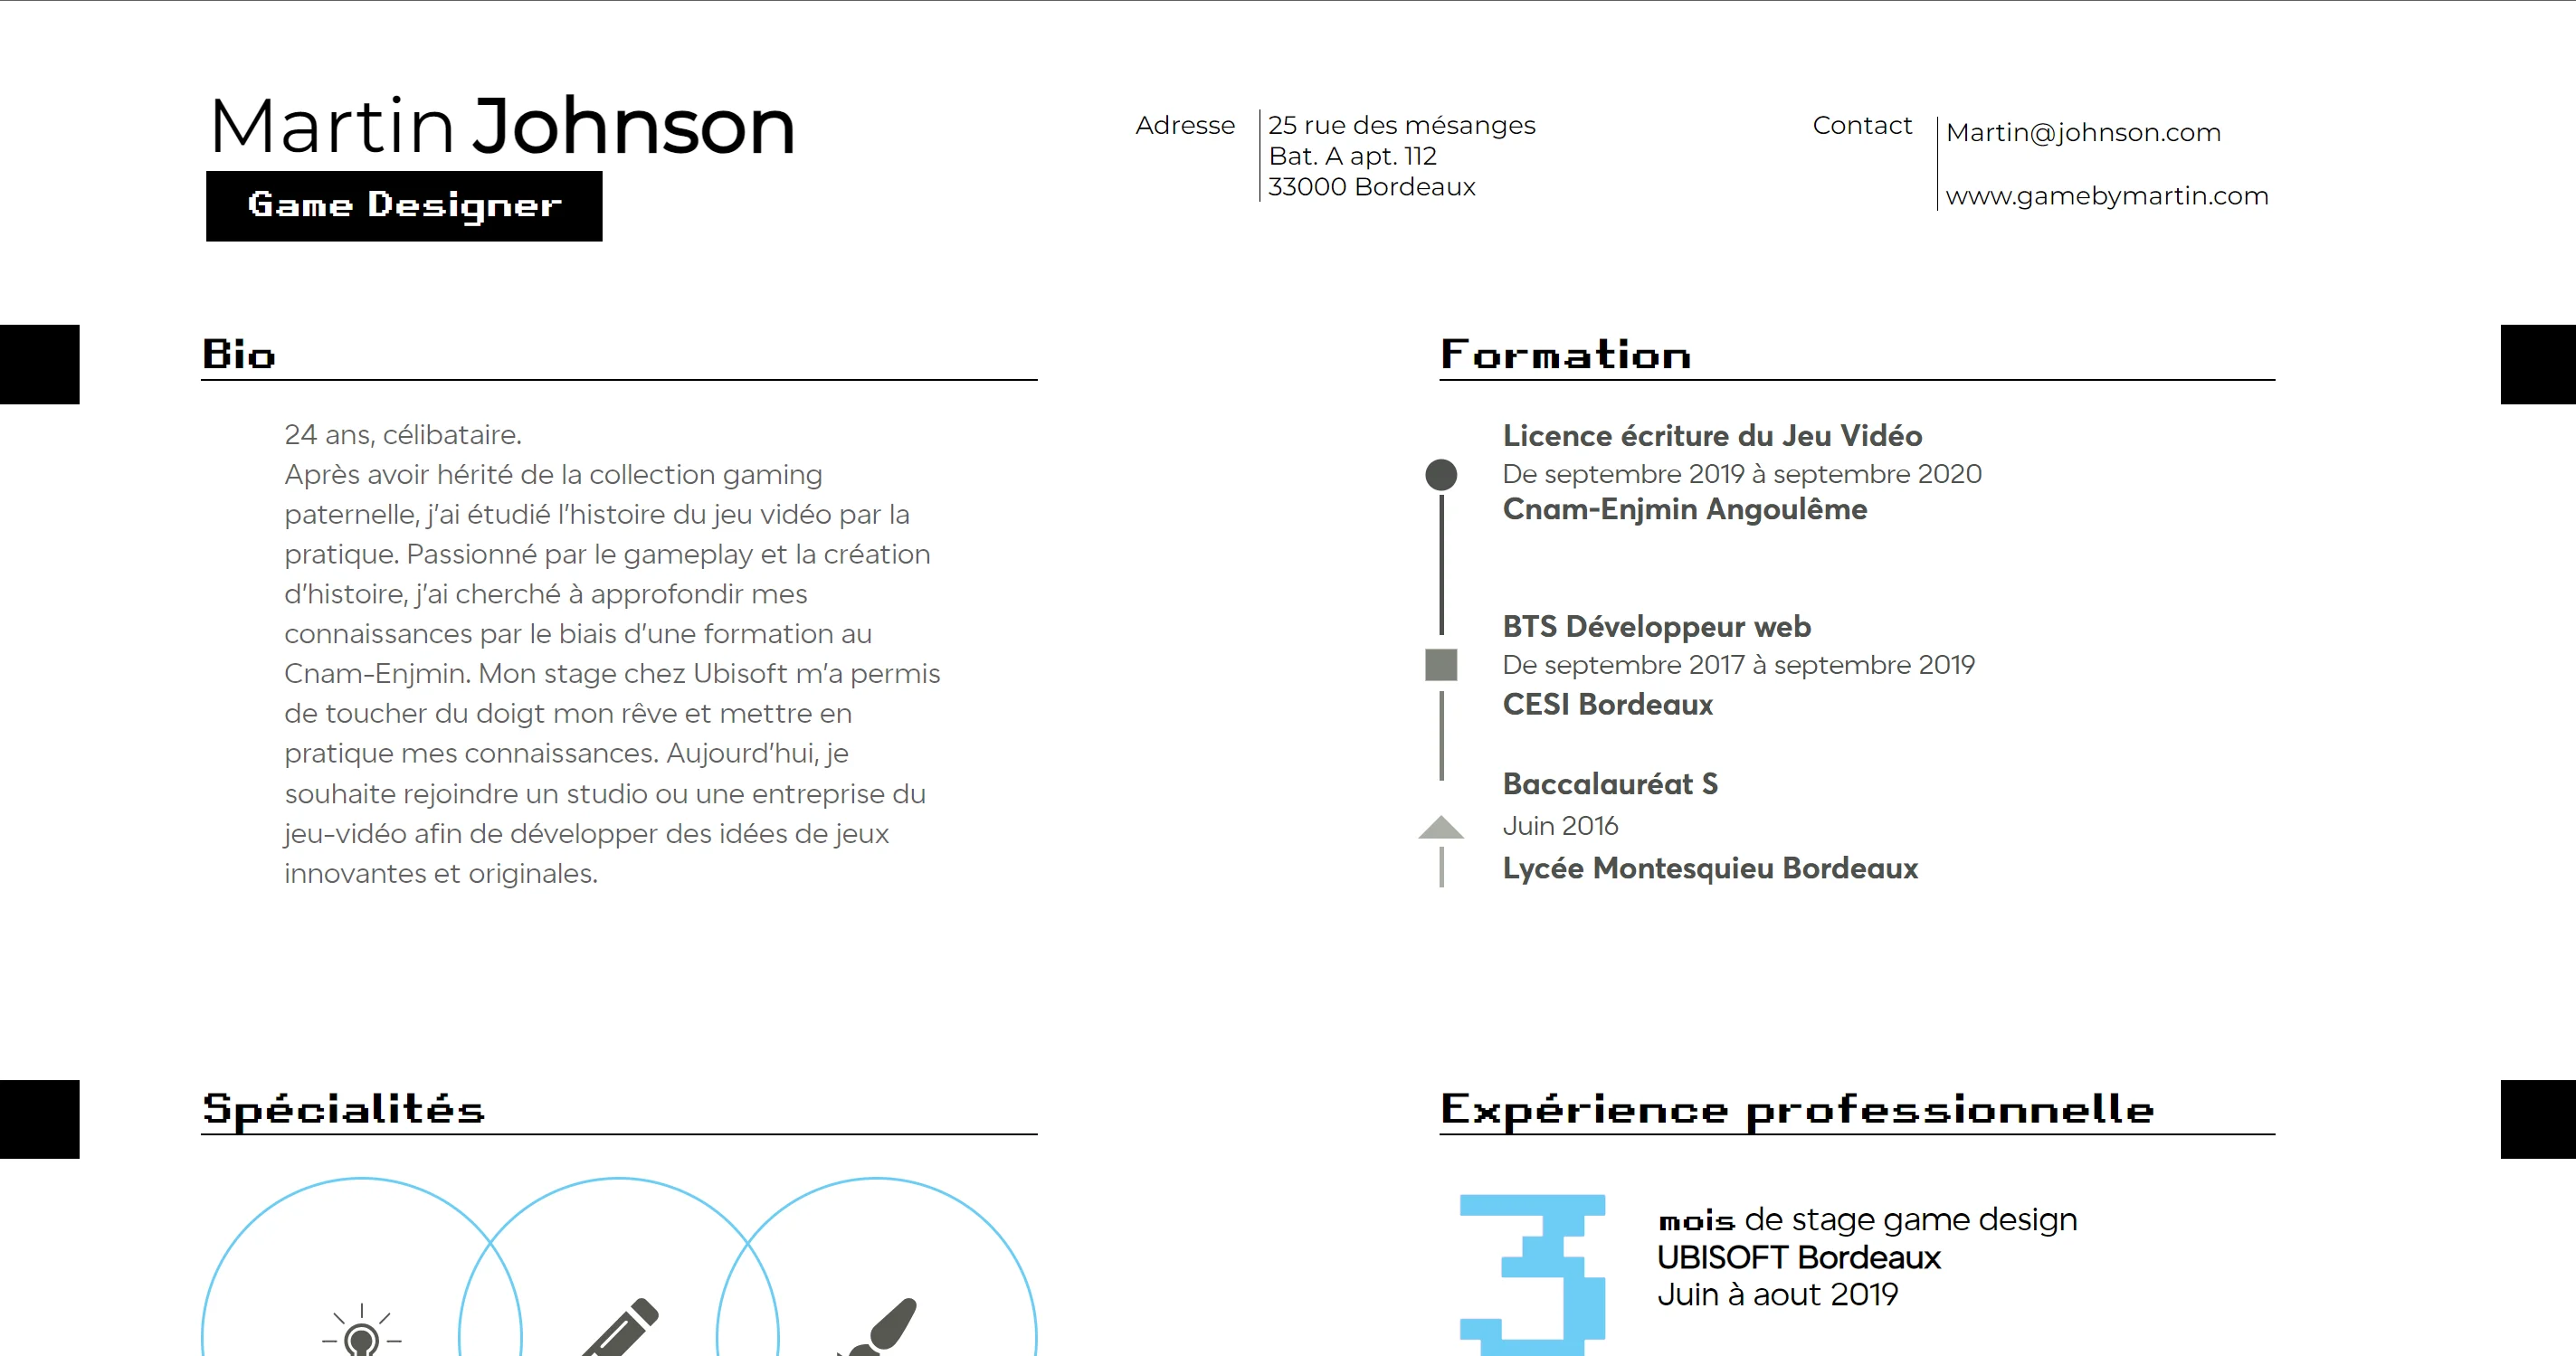 Martin Johnson
Game Designer
Adresse
25 rue des mésanges
Bat. A apt. 112
33000 Bordeaux
Contact
Martin@johnson.com
www.gamebymartin.com
Bio
24 ans, célibataire.
Après avoir hérité de la collection gaming
paternelle, j'ai étudié l'histoire du jeu vidéo par la
pratique. Passionné par le gameplay et la création
d'histoire, j'ai cherché à approfondir mes
connaissances par le biais d'une formation au
Cnam-Enjmin. Mon stage chez Ubisoft m'a permis
de toucher du doigt mon rêve et mettre en
pratique mes connaissances. Aujourd'hui, je
souhaite rejoindre un studio ou une entreprise du
jeu-vidéo afin de développer des idées de jeux
innovantes et originales.
Formation
Licence écriture du Jeu Vidéo
De septembre 2019 à septembre 2020
Cnam-Enjmin Angoulême
BTS Développeur web
De septembre 2017 à septembre 2019
CESI Bordeaux
Baccalauréat S
Juin 2016
Lycée Montesquieu Bordeaux
Spécialités
Expérience professionnelle
3
mois de stage game design
UBISOFT Bordeaux
Juin à aout 2019